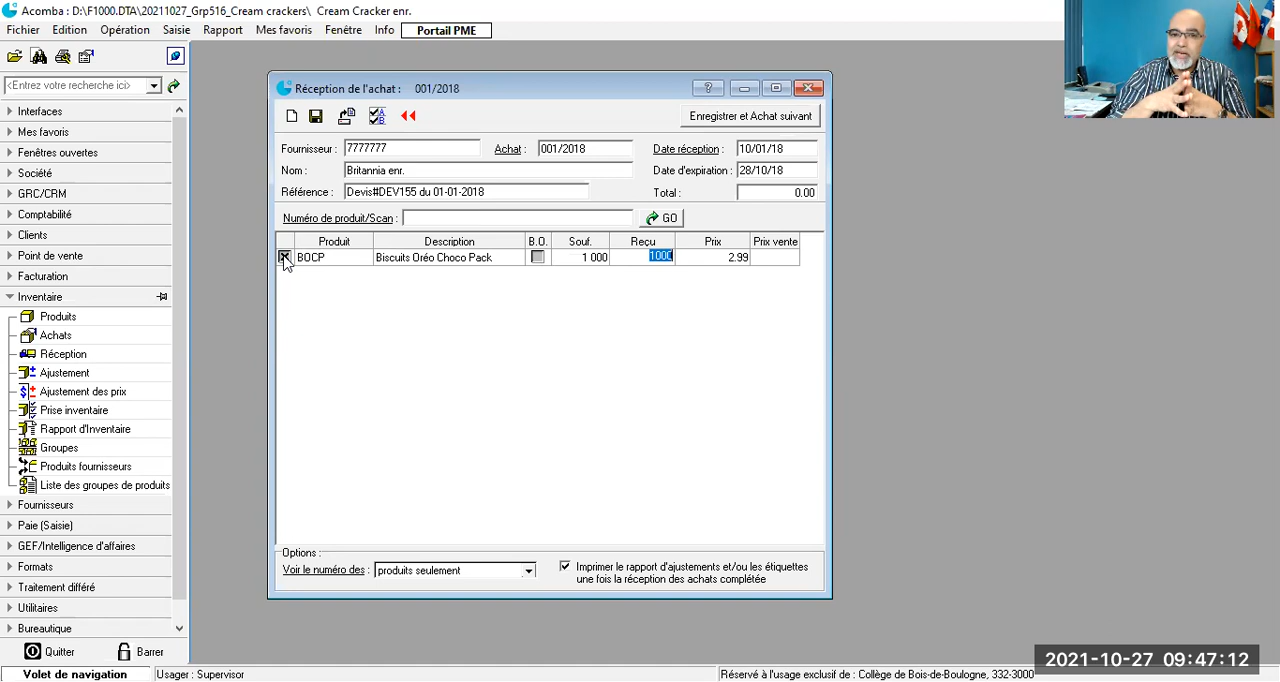 Acomba : D:\F1000.DTA\20211027_Grp516_Cream crackers\ Cream Cracker enr.
Fichier Edition Opération Saisie Rapport Mes favoris Fenêtre Info Portail PME
<Entrez votre recherche ici>
Interfaces
Mes favoris
Fenêtres ouvertes
Société
GRC/CRM
Comptabilité
Clients
Point de vente
Facturation
Inventaire
Produits
Achats
Réception
Ajustement
Ajustement des prix
Prise inventaire
Rapport d'Inventaire
Groupes
Produits fournisseurs
Liste des groupes de produits
Fournisseurs
Paie (Saisie)
GEF/Intelligence d'affaires
Formats
Traitement différé
Utilitaires
Bureautique
Quitter Barrer
Volet de navigation
Réception de l'achat : 001/2018
Enregistrer et Achat suivant
Fournisseur : 7777777 Achat : 001/2018 Date réception : 10/01/18
Nom : Britannia enr. Date d'expiration : 28/10/18
Référence : Devis#DEV155 du 01-01-2018 Total : 0.00
Numéro de produit/Scan : GO
Produit Description B.O. Souf. Reçu Prix Prix vente
BOCP Biscuits Oréo Choco Pack 1 000 1000 2.99
Options :
Voir le numéro des : produits seulement
Imprimer le rapport d'ajustements et/ou les étiquettes
une fois la réception des achats complétée
2021-10-27 09:47:12
Usager : Supervisor
Réservé à l'usage exclusif de : Collège de Bois-de-Boulogne, 332-3000